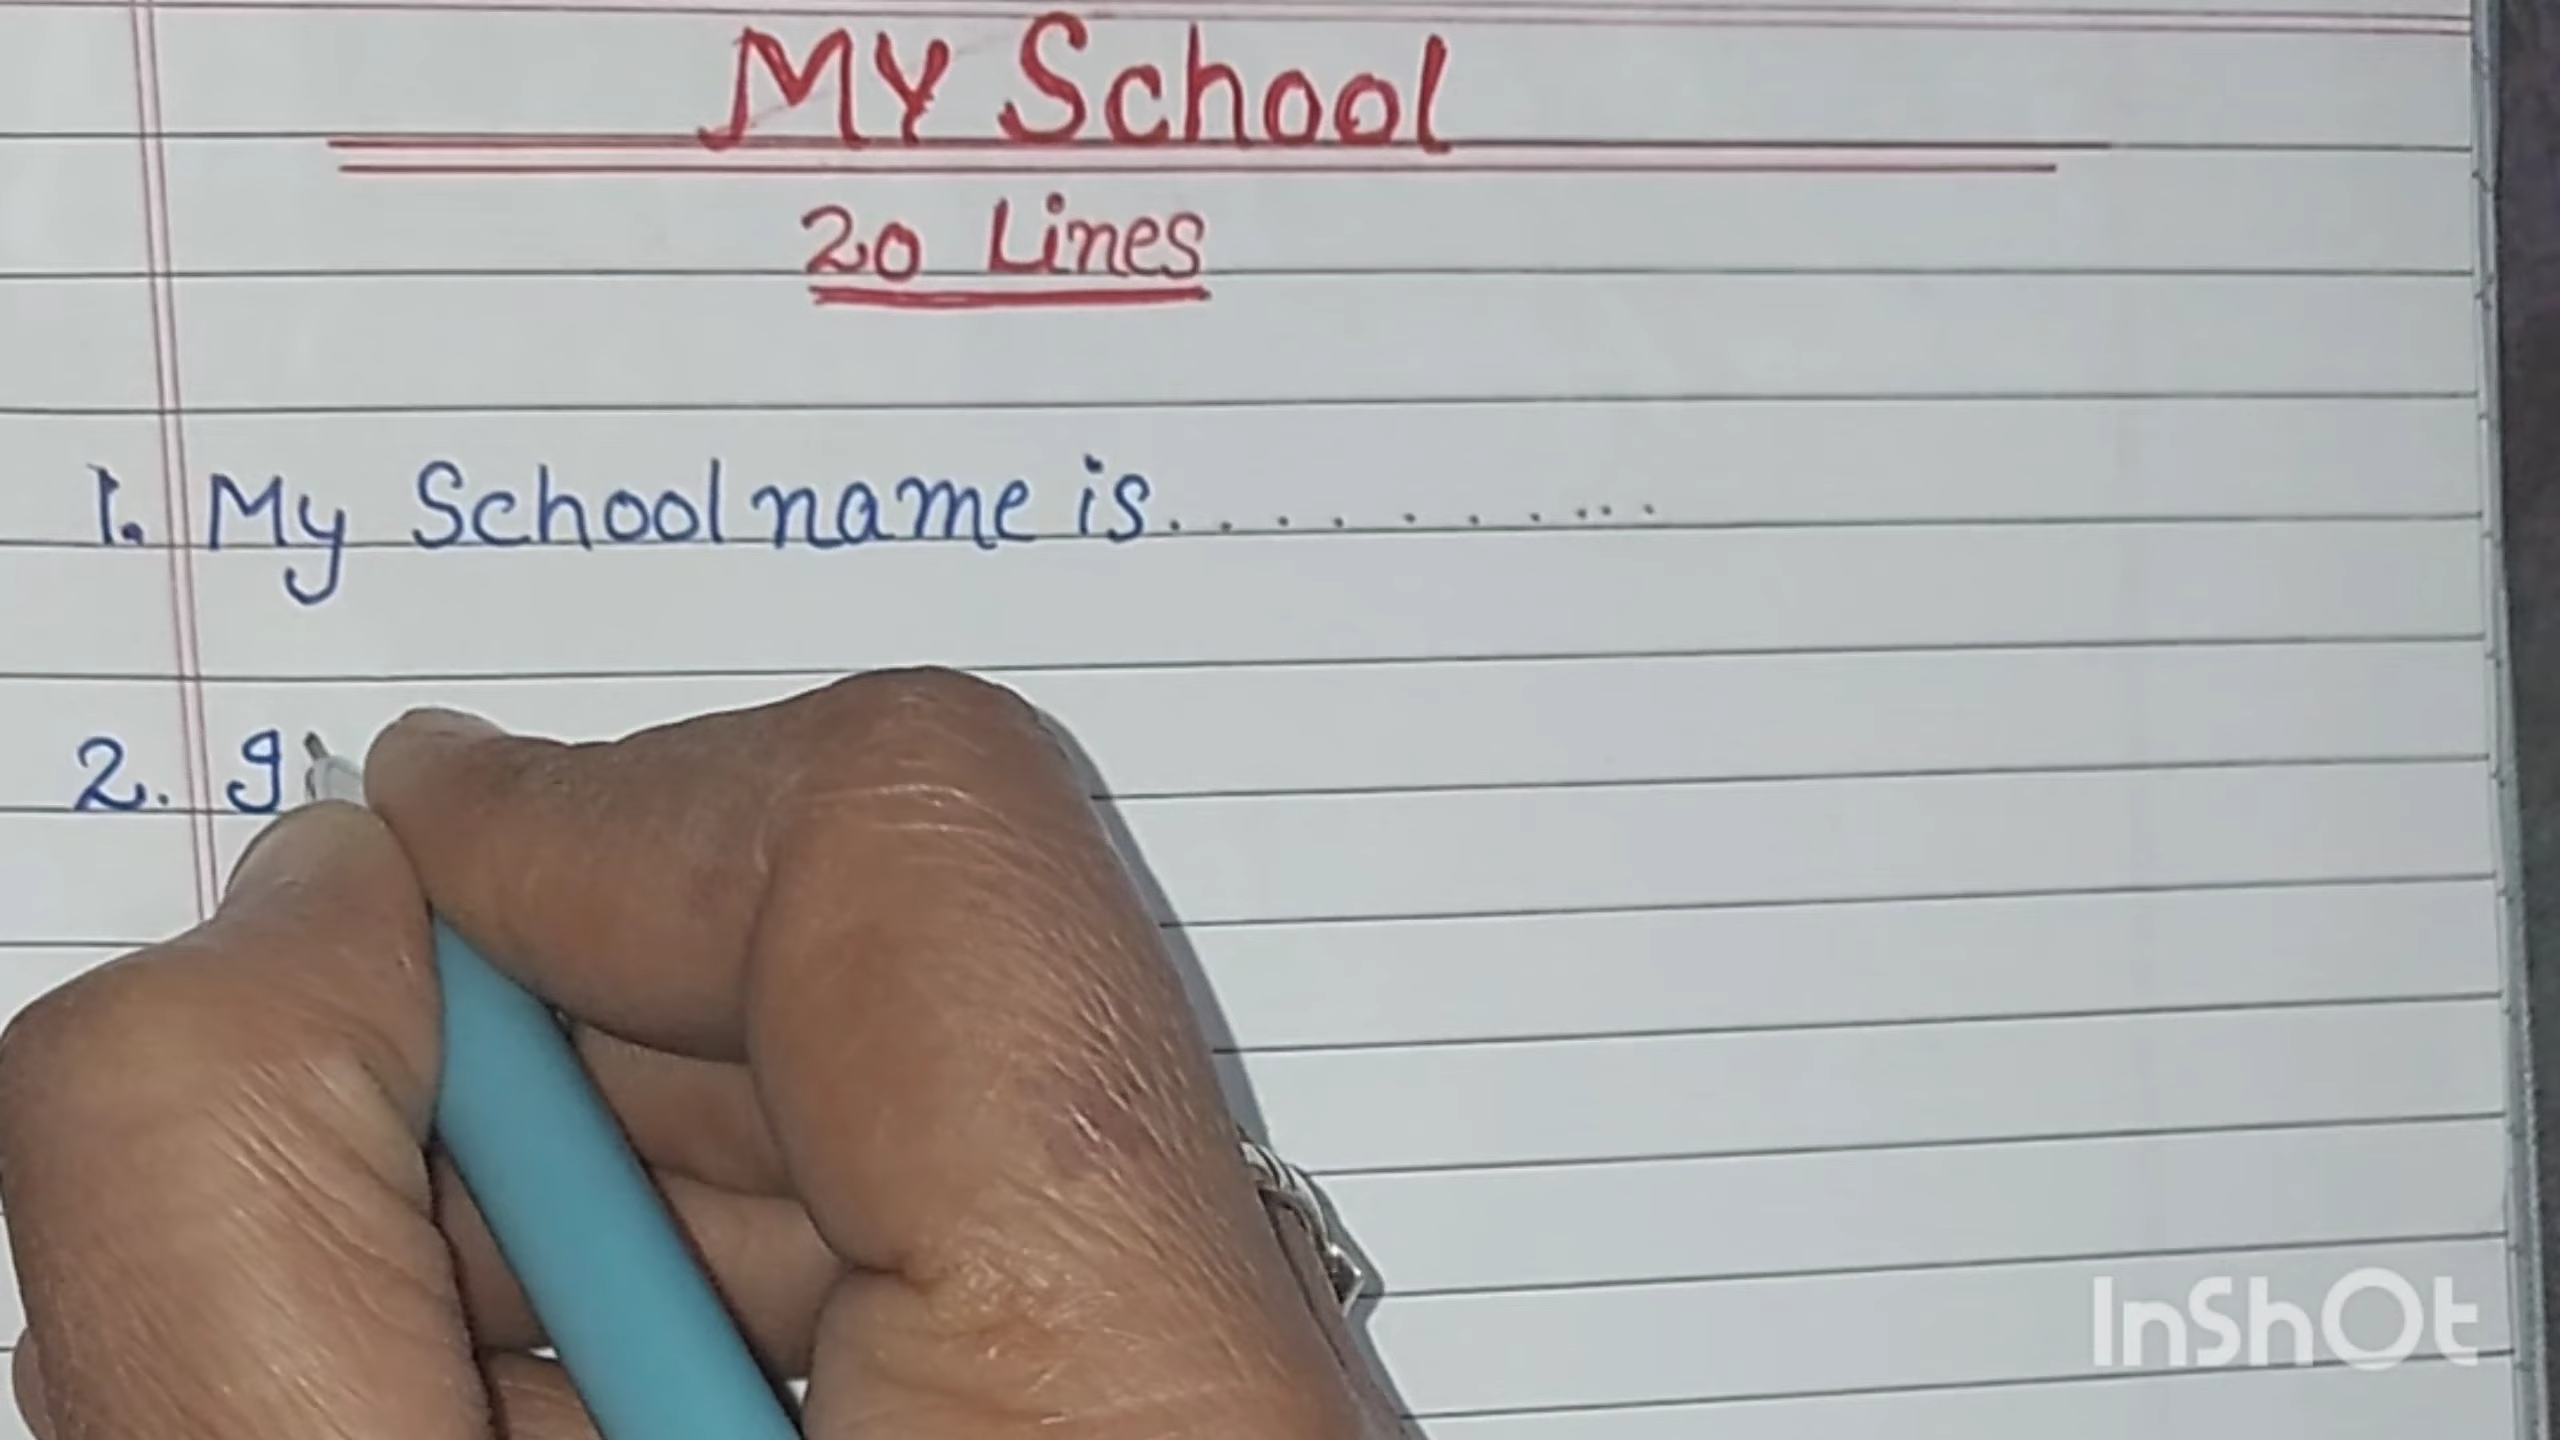 MY School
20 Lines
1. My School name is...........
2. I
InShOt